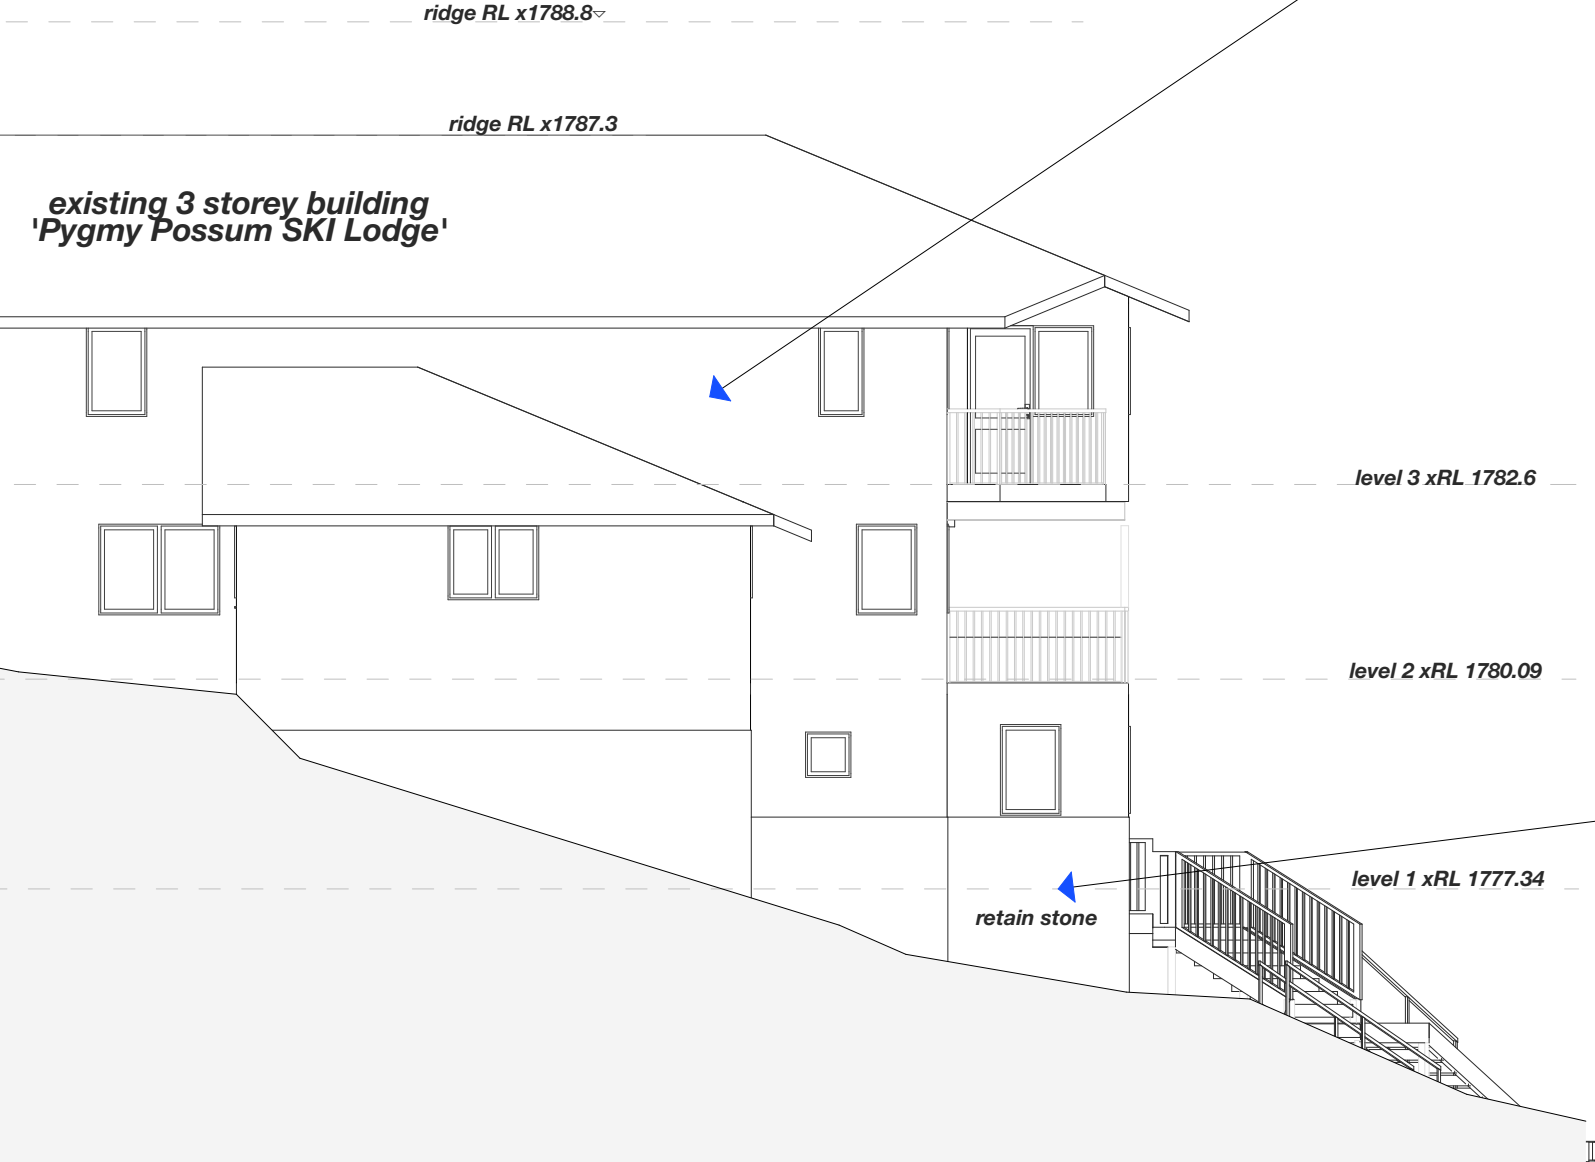 ridge RL x1788.8
ridge RL x1787.3
existing 3 storey building
'Pygmy Possum SKI Lodge'
level 3 xRL 1782.6
level 2 xRL 1780.09
level 1 xRL 1777.34
retain stone